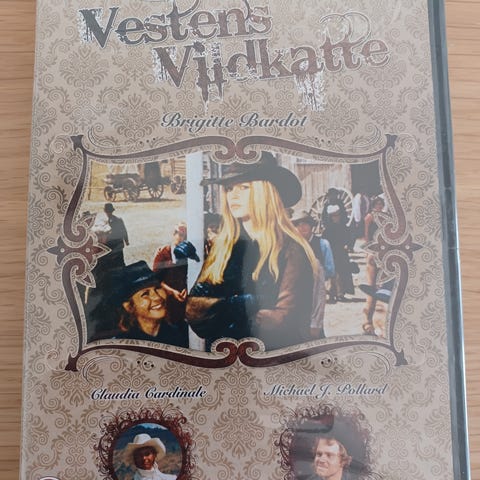 Vestens
Vildkatte
Brigitte Bardot
Claudia Cardinale
Michael J. Pollard